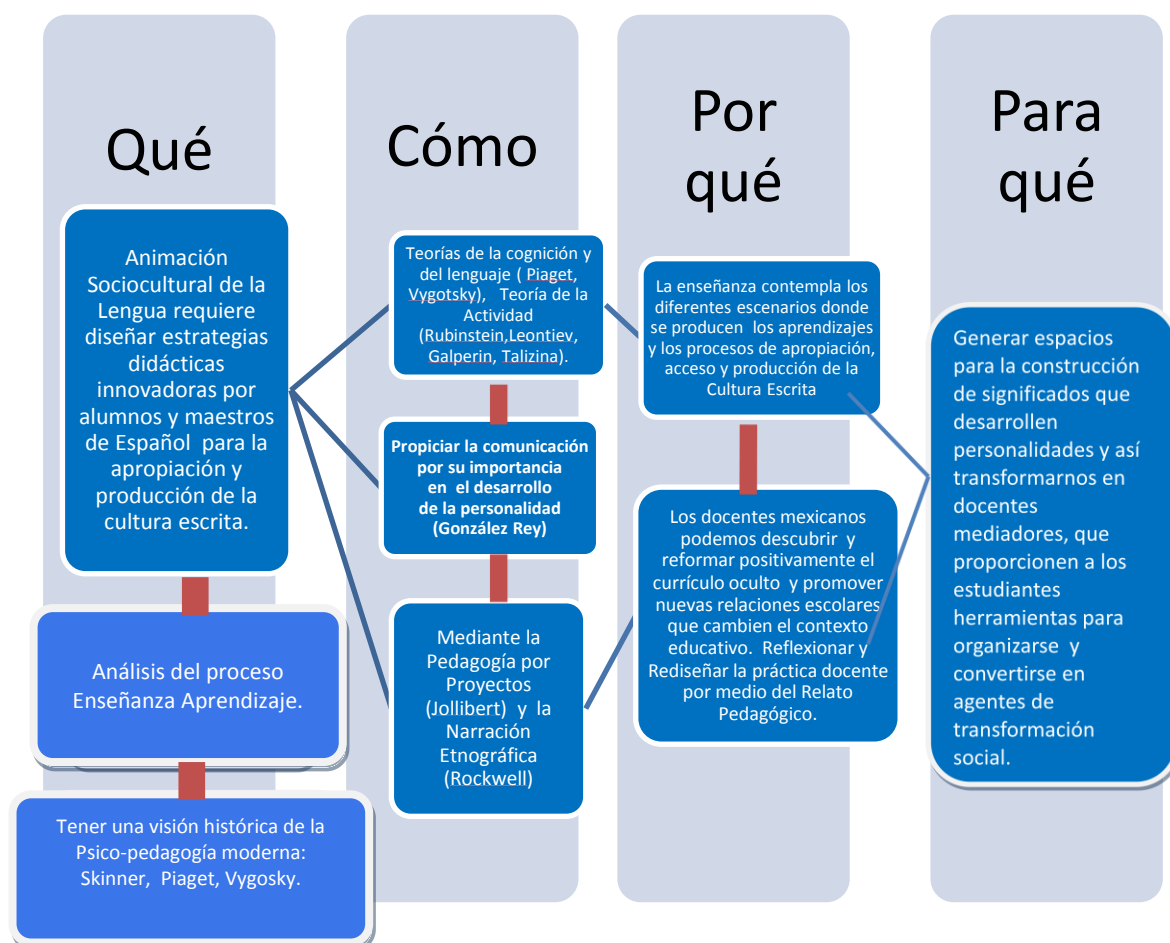 Qué
Animación
Sociocultural de la
Lengua requiere
diseñar estrategias
didácticas
innovadoras por
alumnos y maestros
de Español para la
apropiación y
producción de la
cultura escrita.
Análisis del proceso
Enseñanza Aprendizaje.
Tener una visión histórica de la
Psico-pedagogía moderna:
Skinner, Piaget, Vygosky.
Cómo
Teorías de la cognición y
del lenguaje ( Piaget,
Vygotsky), Teoría de la
Actividad
(Rubinstein,Leontiev,
Galperin, Talizina).
Propiciar la comunicación
por su importancia
en el desarrollo
de la personalidad
(González Rey)
Mediante la
Pedagogía por
Proyectos
(Jollibert) y la
Narración
Etnográfica
(Rockwell)
Por
qué
La enseñanza contempla los
diferentes escenarios donde
se producen los aprendizajes
y los procesos de apropiación,
acceso y producción de la
Cultura Escrita
Los docentes mexicanos
podemos descubrir y
reformar positivamente el
currículo oculto y promover
nuevas relaciones escolares
que cambien el contexto
educativo. Reflexionar y
Rediseñar la práctica docente
por medio del Relato
Pedagógico.
Para
qué
Generar espacios
para la construcción
de significados que
desarrollen
personalidades y así
transformarnos en
docentes
mediadores, que
proporcionen a los
estudiantes
herramientas para
organizarse y
convertirse en
agentes de
transformación
social.